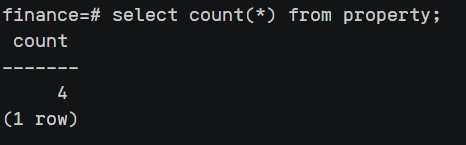 finance=# select count(*) from property;
 count
-------
     4
(1 row)